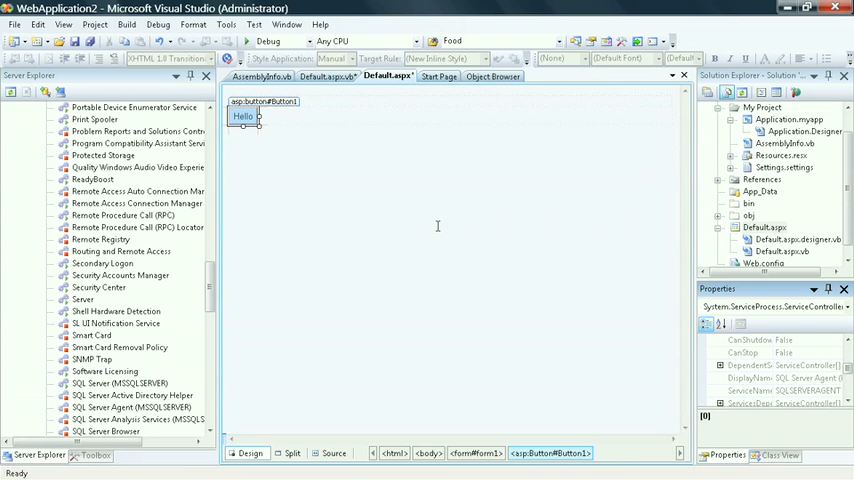 WebApplication2 - Microsoft Visual Studio (Administrator)
File Edit View Project Build Debug Format Tools Test Window Help
Debug Any CPU Food
XHTML 1.0 Transition Style Application: Manual Target Rule: (New Inline Style) (None) (Default Font) (Default
Server Explorer
AssemblyInfo.vb Default.aspx.vb* Default.aspx* Start Page Object Browser
Solution Explorer - Solution '...
asp:button#Button1
Hello
Portable Device Enumerator Service
Print Spooler
Problem Reports and Solutions Contr
Program Compatibility Assistant Servi
Protected Storage
Quality Windows Audio Video Experie
ReadyBoost
Remote Access Auto Connection Mar
Remote Access Connection Manager
Remote Procedure Call (RPC)
Remote Procedure Call (RPC) Locator
Remote Registry
Routing and Remote Access
Secondary Logon
Security Accounts Manager
Security Center
Server
Shell Hardware Detection
SL UI Notification Service
Smart Card
Smart Card Removal Policy
SNMP Trap
Software Licensing
SQL Server (MSSQLSERVER)
SQL Server Active Directory Helper
SQL Server Agent (MSSQLSERVER)
SQL Server Analysis Services (MSSQL
SQL Server Browser
My Project
Application.myapp
Application.Designer
AssemblyInfo.vb
Resources.resx
Settings.settings
References
App_Data
bin
obj
Default.aspx
Default.aspx.designer.vb
Default.aspx.vb
Web.config
Properties
System.ServiceProcess.ServiceController
CanShutdow False
CanStop False
DependentSe ServiceController[]
DisplayName SQL Server Agent (
ServiceName SQLSERVERAGENT
ServicesDep ServiceController[]
[0]
Server Explorer Toolbox
Design Split Source <html> <body> <form#form1> <asp:Button#Button1>
Properties Class View
Ready